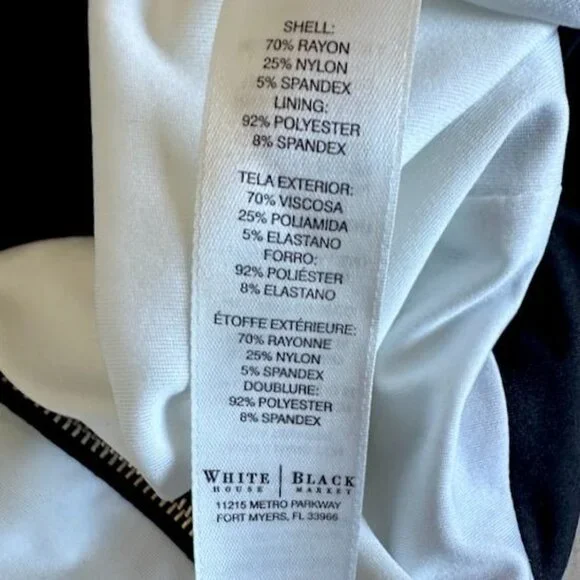 SHELL:
70% RAYON
25% NYLON
5% SPANDEX
LINING:
92% POLYESTER
8% SPANDEX
TELA EXTERIOR:
70% VISCOSA
25% POLIAMIDA
5% ELASTANO
FORRO:
92% POLIÉSTER
8% ELASTANO
ÉTOFFE EXTÉRIEURE:
70% RAYONNE
25% NYLON
5% SPANDEX
DOUBLURE:
92% POLYESTER
8% SPANDEX
WHITE | BLACK
HOUSE | MARKET
11215 METRO PARKWAY
FORT MYERS, FL 33966